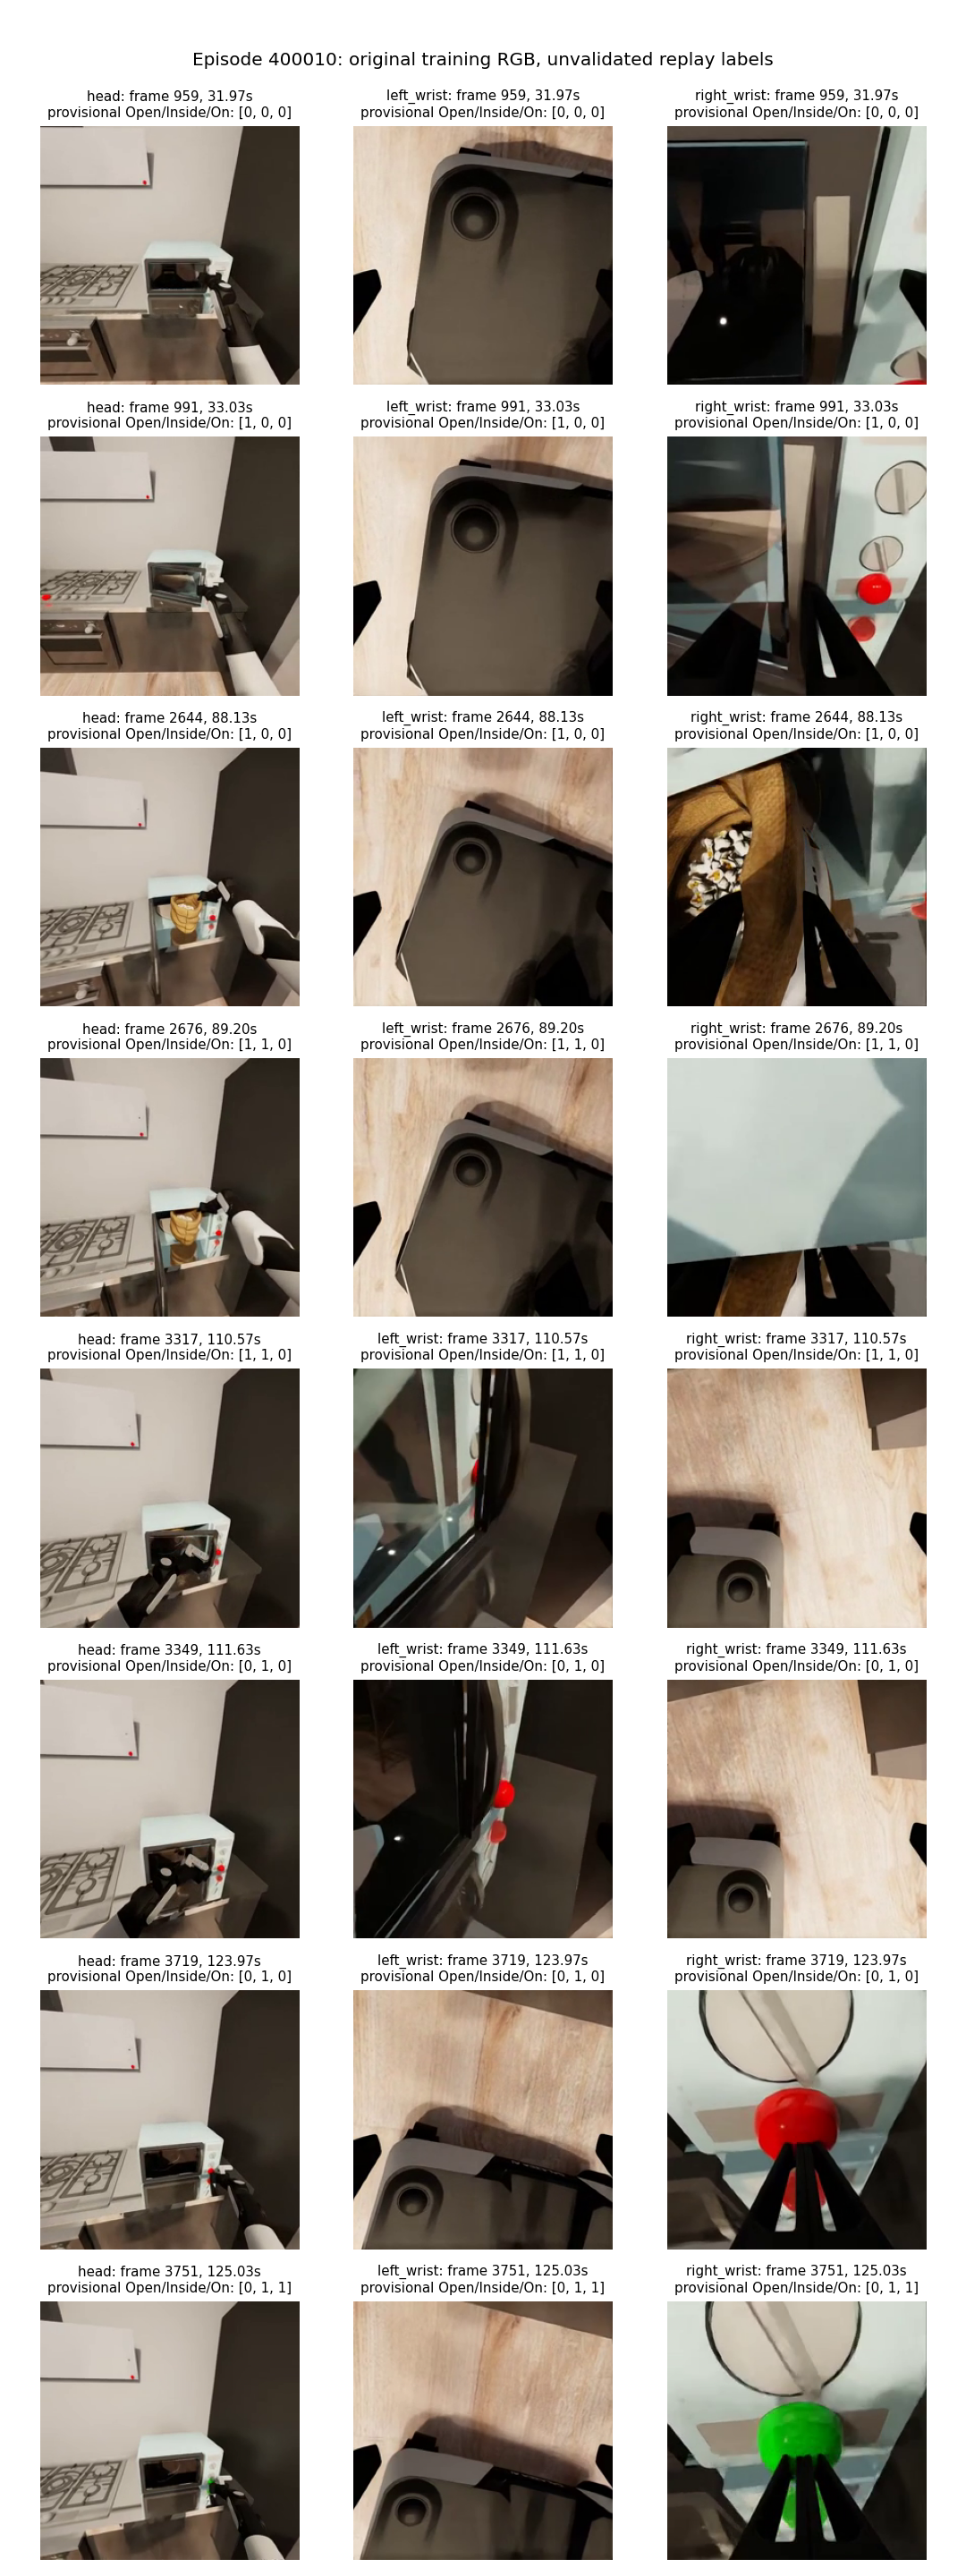 Episode 400010: original training RGB, unvalidated replay labels
head: frame 959, 31.97s
provisional Open/Inside/On: [0, 0, 0]
left_wrist: frame 959, 31.97s
provisional Open/Inside/On: [0, 0, 0]
right_wrist: frame 959, 31.97s
provisional Open/Inside/On: [0, 0, 0]
head: frame 991, 33.03s
provisional Open/Inside/On: [1, 0, 0]
left_wrist: frame 991, 33.03s
provisional Open/Inside/On: [1, 0, 0]
right_wrist: frame 991, 33.03s
provisional Open/Inside/On: [1, 0, 0]
head: frame 2644, 88.13s
provisional Open/Inside/On: [1, 0, 0]
left_wrist: frame 2644, 88.13s
provisional Open/Inside/On: [1, 0, 0]
right_wrist: frame 2644, 88.13s
provisional Open/Inside/On: [1, 0, 0]
head: frame 2676, 89.20s
provisional Open/Inside/On: [1, 1, 0]
left_wrist: frame 2676, 89.20s
provisional Open/Inside/On: [1, 1, 0]
right_wrist: frame 2676, 89.20s
provisional Open/Inside/On: [1, 1, 0]
head: frame 3317, 110.57s
provisional Open/Inside/On: [1, 1, 0]
left_wrist: frame 3317, 110.57s
provisional Open/Inside/On: [1, 1, 0]
right_wrist: frame 3317, 110.57s
provisional Open/Inside/On: [1, 1, 0]
head: frame 3349, 111.63s
provisional Open/Inside/On: [0, 1, 0]
left_wrist: frame 3349, 111.63s
provisional Open/Inside/On: [0, 1, 0]
right_wrist: frame 3349, 111.63s
provisional Open/Inside/On: [0, 1, 0]
head: frame 3719, 123.97s
provisional Open/Inside/On: [0, 1, 0]
left_wrist: frame 3719, 123.97s
provisional Open/Inside/On: [0, 1, 0]
right_wrist: frame 3719, 123.97s
provisional Open/Inside/On: [0, 1, 0]
head: frame 3751, 125.03s
provisional Open/Inside/On: [0, 1, 1]
left_wrist: frame 3751, 125.03s
provisional Open/Inside/On: [0, 1, 1]
right_wrist: frame 3751, 125.03s
provisional Open/Inside/On: [0, 1, 1]